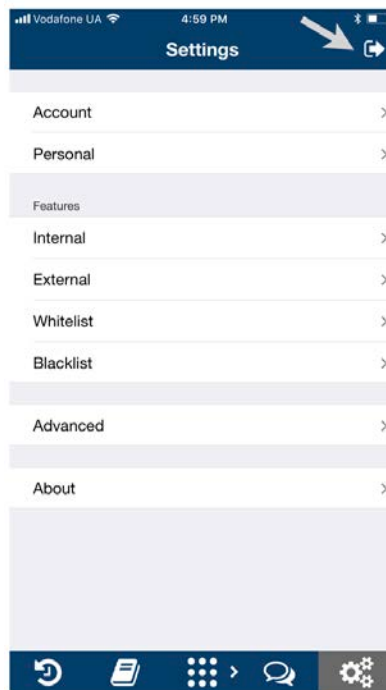 Vodafone UA 4:59 PM
Settings
Account
Personal
Features
Internal
External
Whitelist
Blacklist
Advanced
About